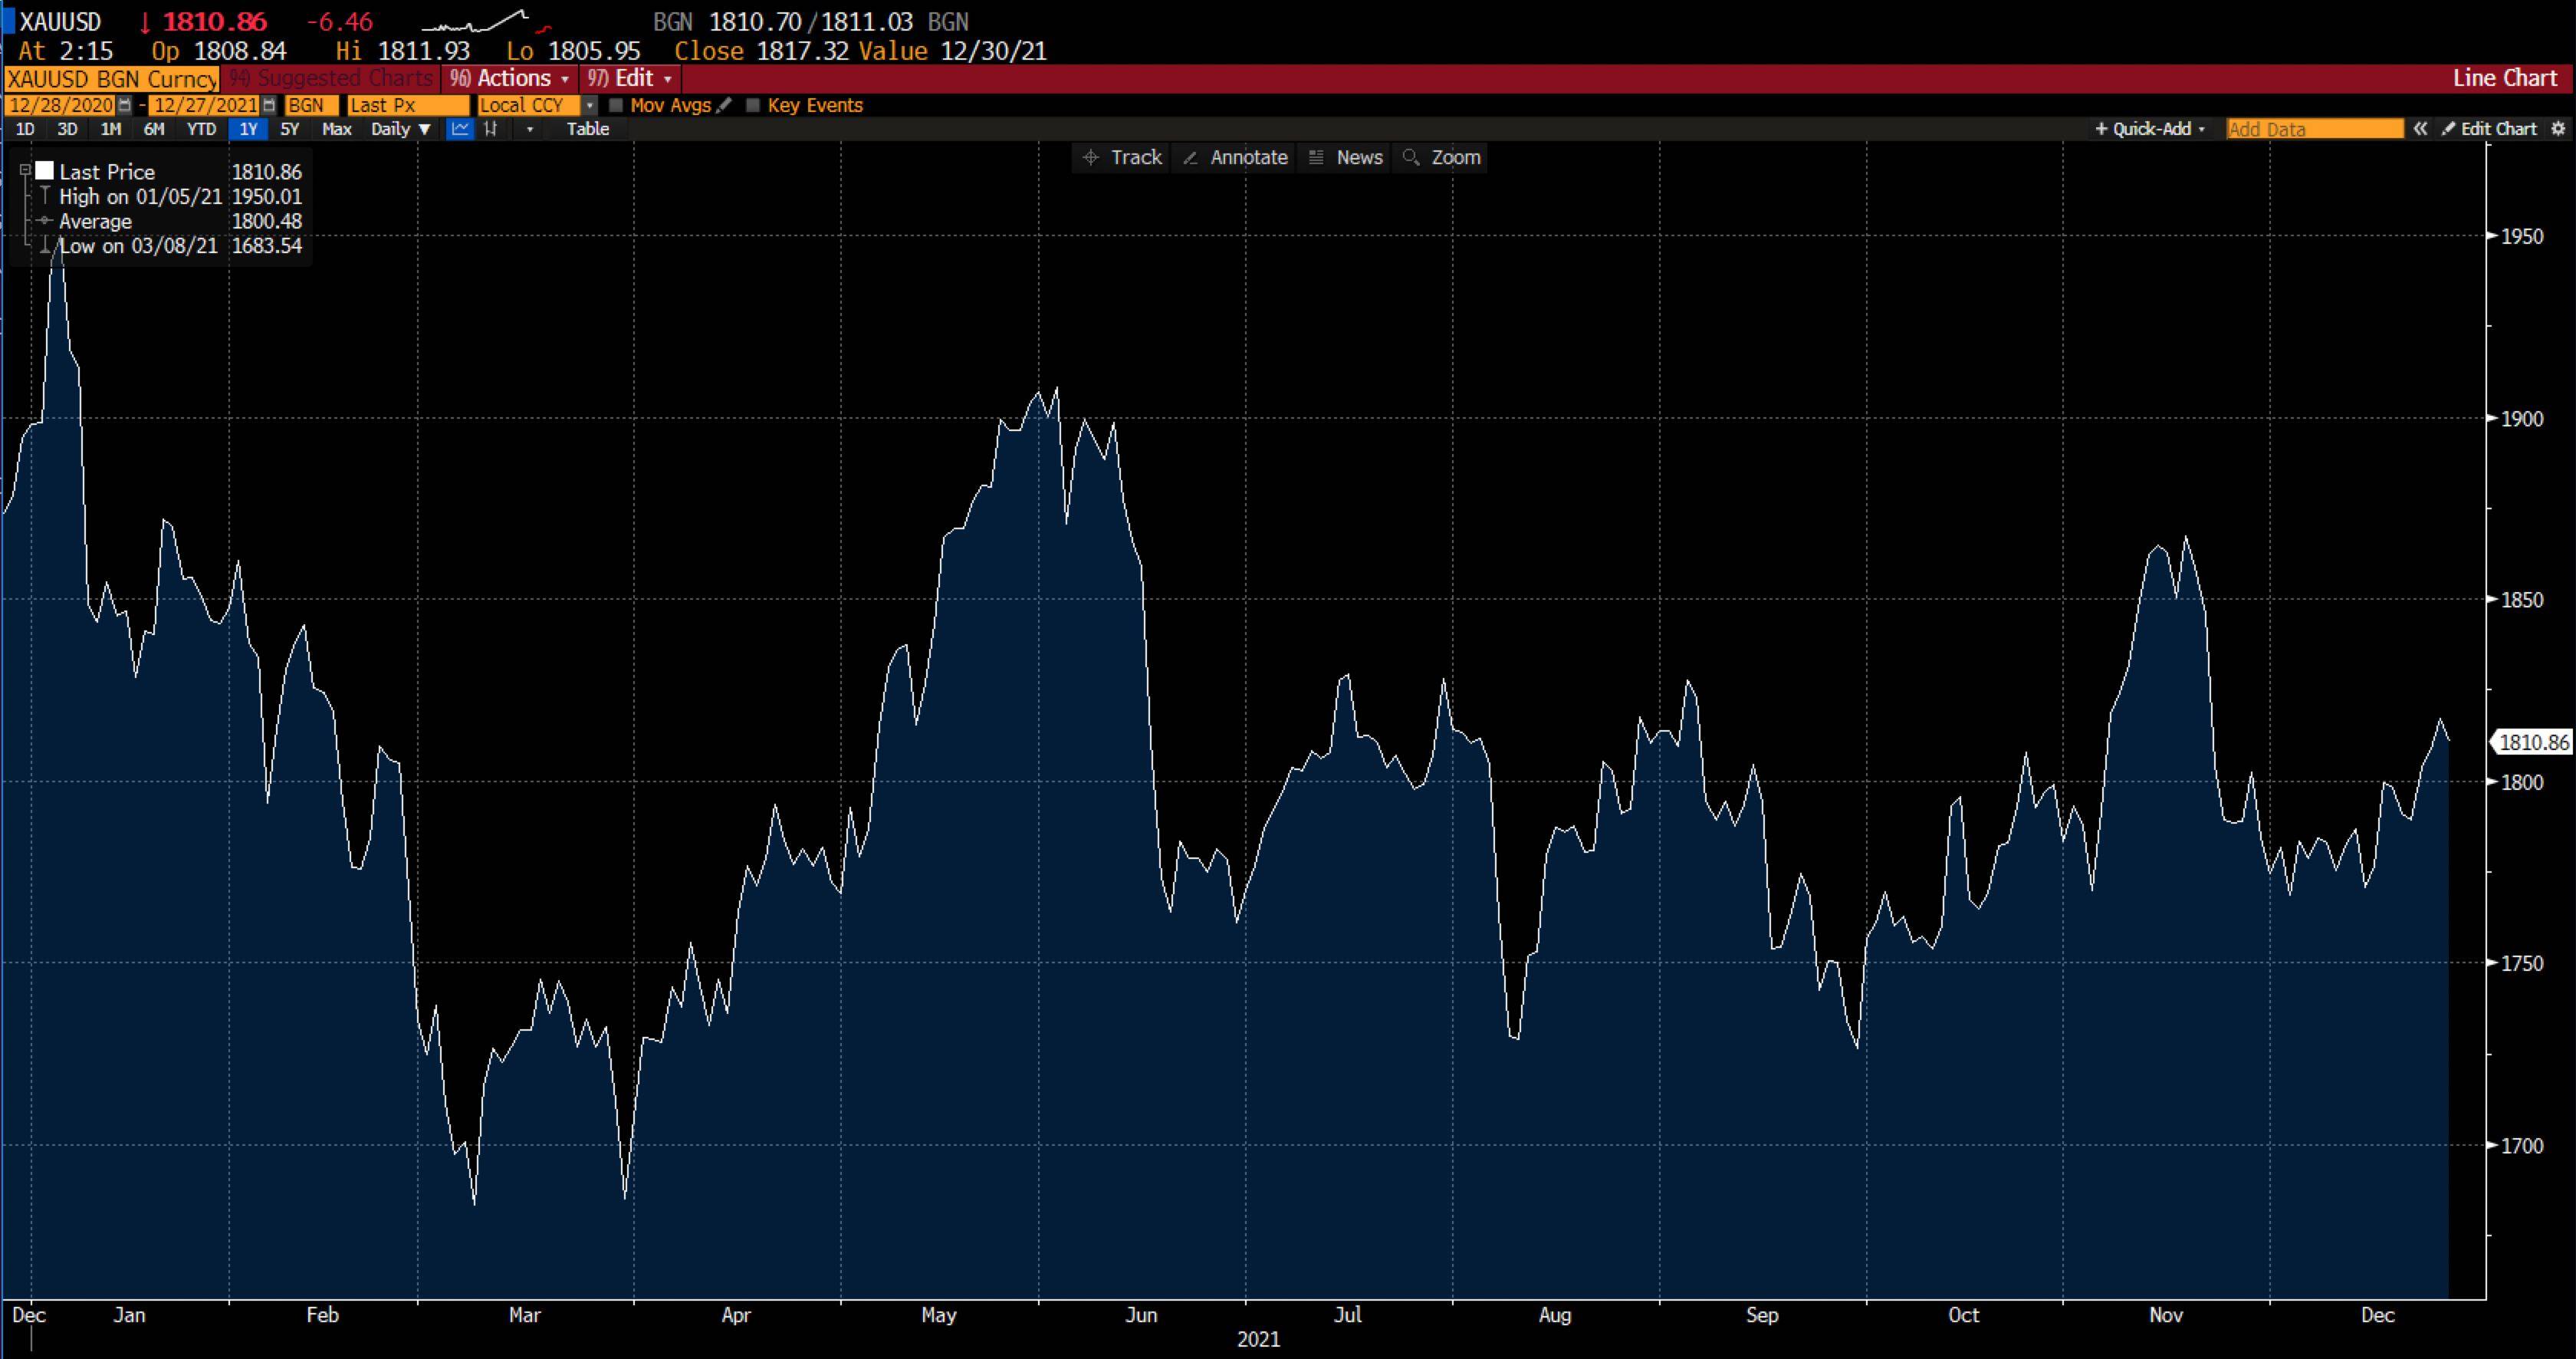 XAUUSD ↓ 1810.86 -6.46 BGN 1810.70/1811.03 BGN
At 2:15 Op 1808.84 Hi 1811.93 Lo 1805.95 Close 1817.32 Value 12/30/21
XAUUSD BGN Curncy 94) Suggested Charts 96) Actions 97) Edit Line Chart
12/28/2020 - 12/27/2021 BGN Last Px Local CCY Mov Avgs Key Events
1D 3D 1M 6M YTD 1Y 5Y Max Daily ▼ Table + Quick-Add Add Data « Edit Chart
Track Annotate News Zoom
Last Price 1810.86
High on 01/05/21 1950.01
Average 1800.48
Low on 03/08/21 1683.54
1950
1900
1850
1810.86
1800
1750
1700
Dec Jan Feb Mar Apr May Jun Jul Aug Sep Oct Nov Dec
2021